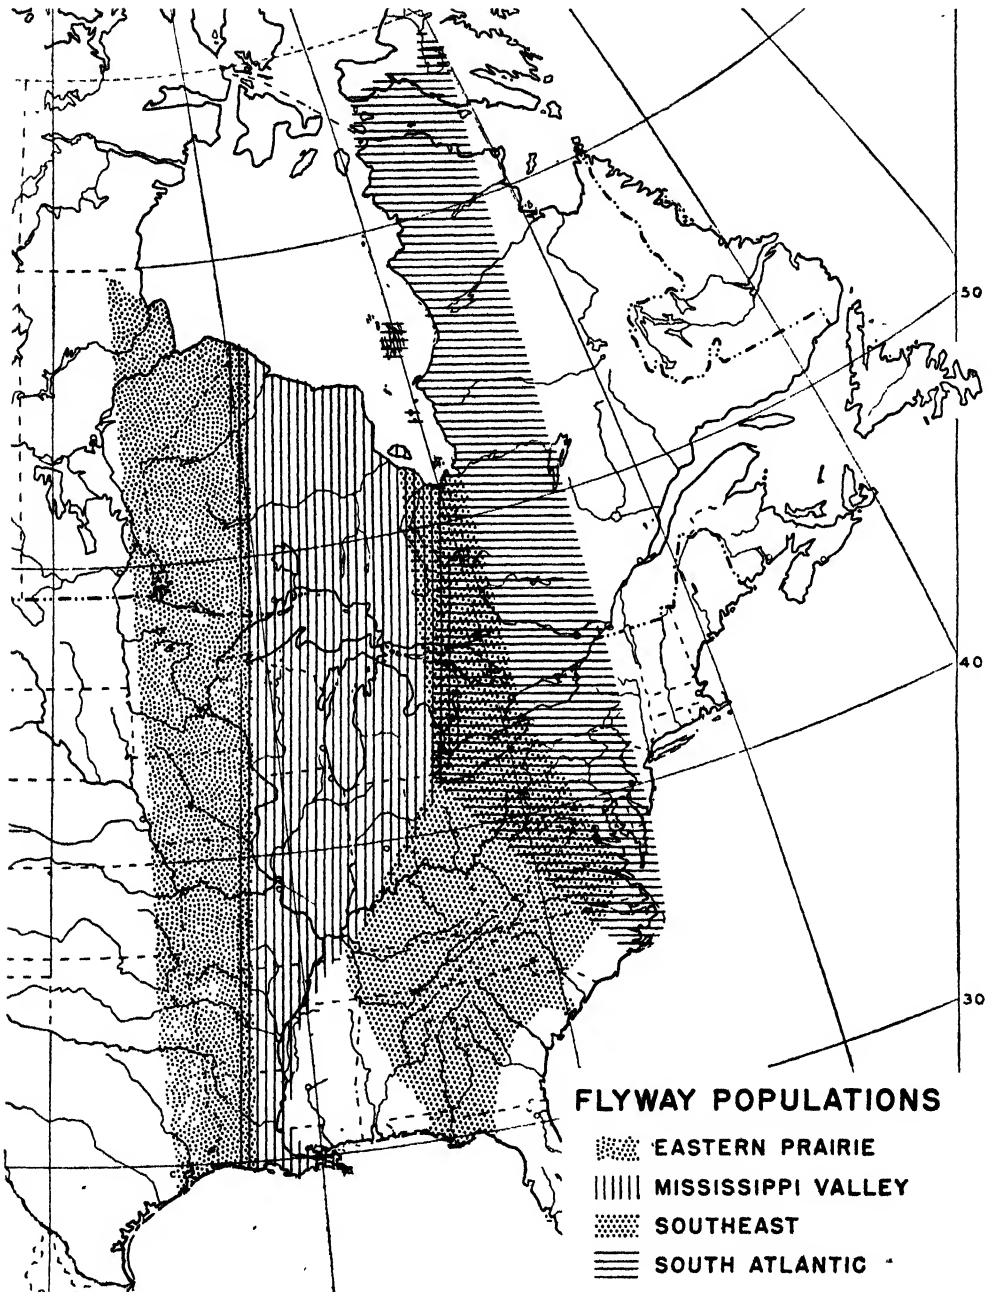 50
40
30
FLYWAY POPULATIONS
EASTERN PRAIRIE
MISSISSIPPI VALLEY
SOUTHEAST
SOUTH ATLANTIC